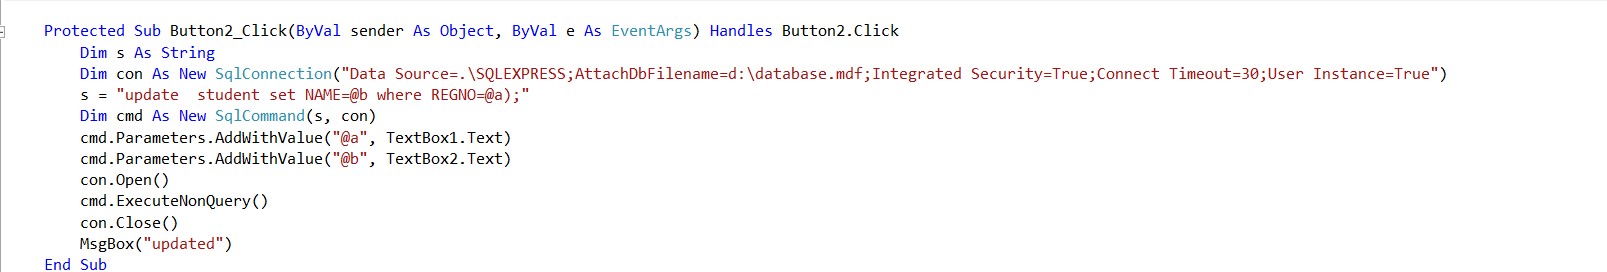 Protected Sub Button2_Click(ByVal sender As Object, ByVal e As EventArgs) Handles Button2.Click
Dim s As String
Dim con As New SqlConnection("Data Source=.\SQLEXPRESS;AttachDbFilename=d:\database.mdf;Integrated Security=True;Connect Timeout=30;User Instance=True")
s = "update  student set NAME=@b where REGNO=@a);"
Dim cmd As New SqlCommand(s, con)
cmd.Parameters.AddWithValue("@a", TextBox1.Text)
cmd.Parameters.AddWithValue("@b", TextBox2.Text)
con.Open()
cmd.ExecuteNonQuery()
con.Close()
MsgBox("updated")
End Sub